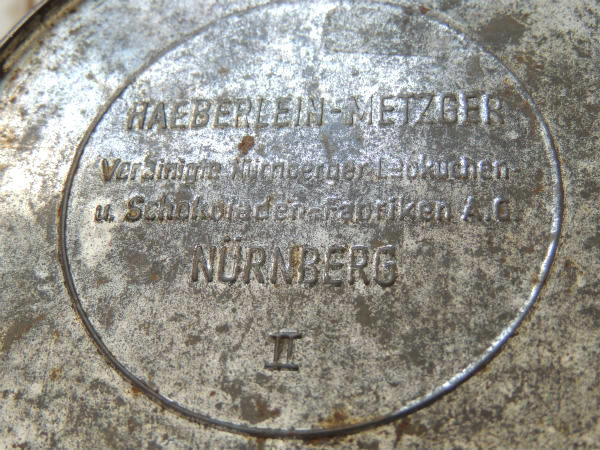 HAEBERLEIN-METZGER
Vereinigte Nürnberger Lebkuchen-
u. Schokoladen-Fabriken A.G.
NÜRNBERG
II